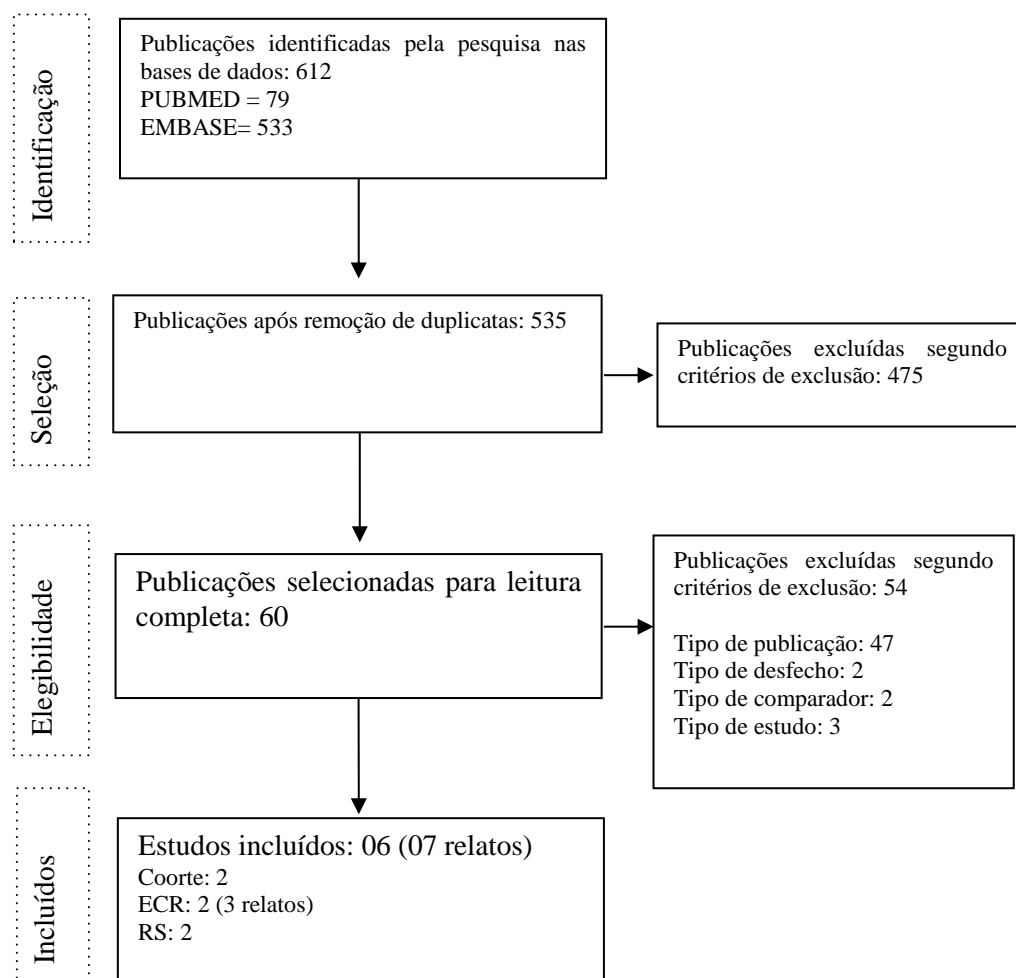 Identificação
Publicações identificadas pela pesquisa nas
bases de dados: 612
PUBMED = 79
EMBASE= 533
Seleção
Publicações após remoção de duplicatas: 535
Publicações excluídas segundo
critérios de exclusão: 475
Elegibilidade
Publicações selecionadas para leitura
completa: 60
Publicações excluídas segundo
critérios de exclusão: 54
Tipo de publicação: 47
Tipo de desfecho: 2
Tipo de comparador: 2
Tipo de estudo: 3
Incluídos
Estudos incluídos: 06 (07 relatos)
Coorte: 2
ECR: 2 (3 relatos)
RS: 2